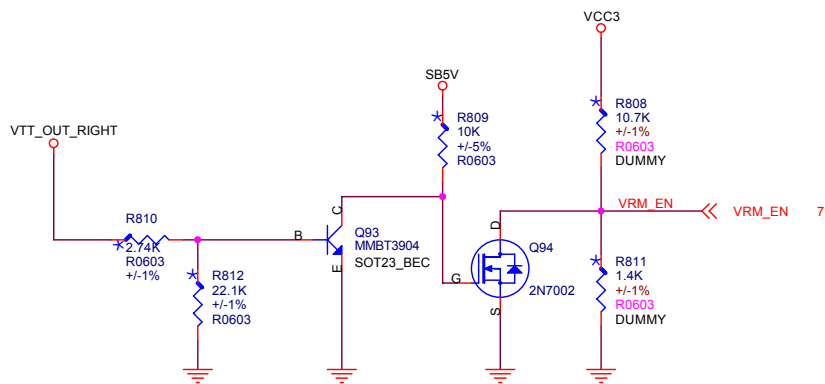 VCC3
SB5V
R808
10.7K
+/-1%
R0603
DUMMY
R809
10K
+/-5%
R0603
VTT_OUT_RIGHT
VRM_EN
VRM_EN 7
R810
2.74K
R0603
+/-1%
C
B
E
Q93
MMBT3904
SOT23_BEC
D
G
S
Q94
2N7002
R812
22.1K
+/-1%
R0603
R811
1.4K
+/-1%
R0603
DUMMY